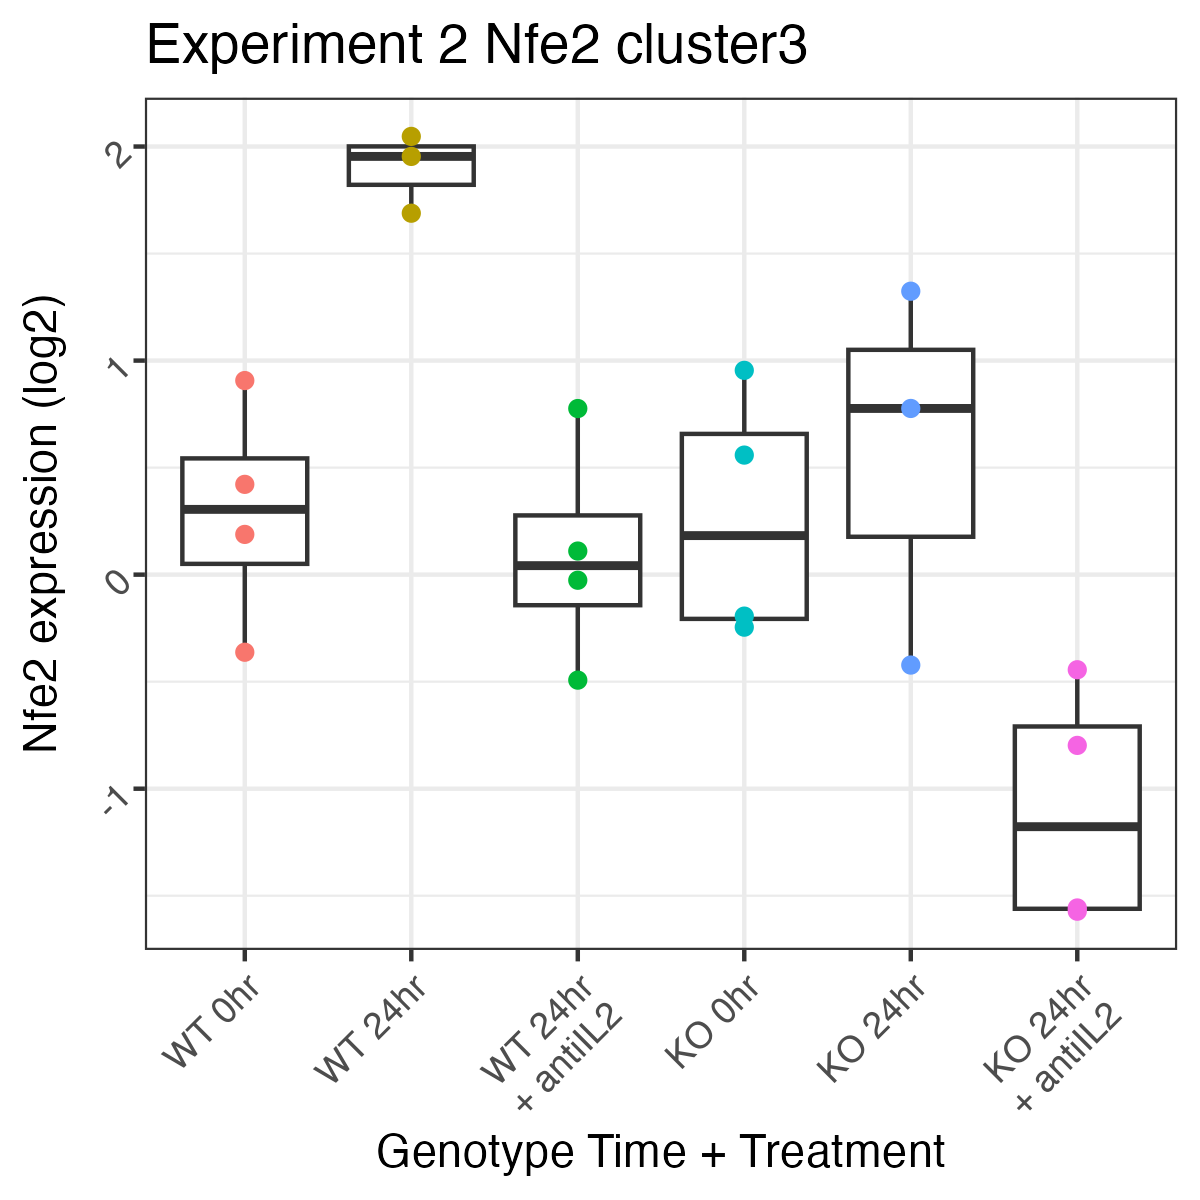 Experiment 2 Nfe2 cluster3
Nfe2 expression (log2)
2
1
0
-1
WT 0hr
WT 24hr
WT 24hr
+ antiIL2
KO 0hr
KO 24hr
KO 24hr
+ antiIL2
Genotype Time + Treatment